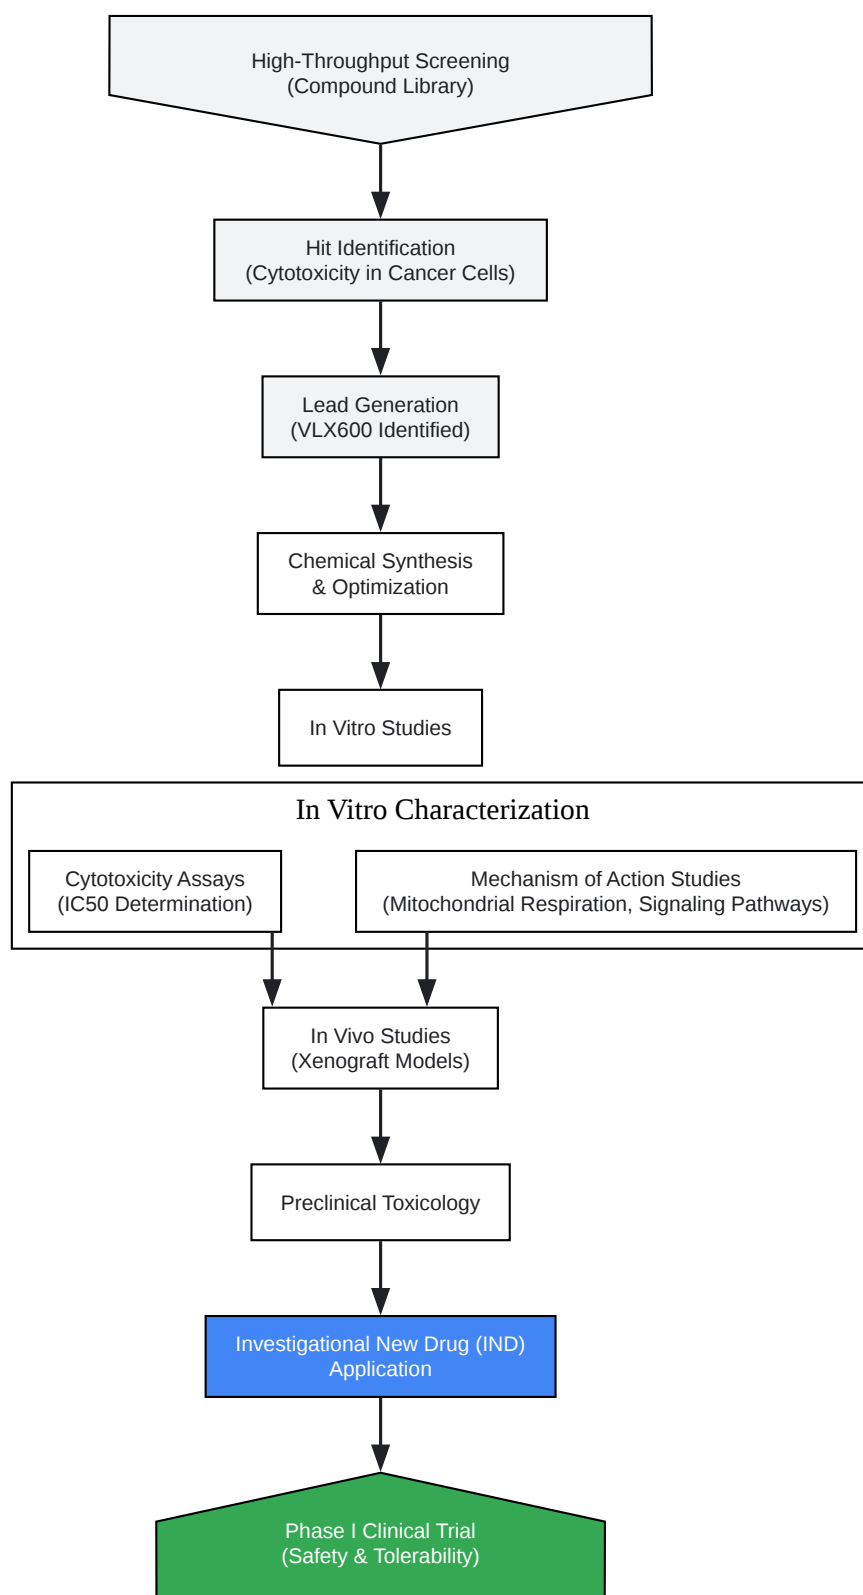 High-Throughput Screening
(Compound Library)
Hit Identification
(Cytotoxicity in Cancer Cells)
Lead Generation
(VLX600 Identified)
Chemical Synthesis
& Optimization
In Vitro Studies
In Vitro Characterization
Cytotoxicity Assays
(IC50 Determination)
Mechanism of Action Studies
(Mitochondrial Respiration, Signaling Pathways)
In Vivo Studies
(Xenograft Models)
Preclinical Toxicology
Investigational New Drug (IND)
Application
Phase I Clinical Trial
(Safety & Tolerability)